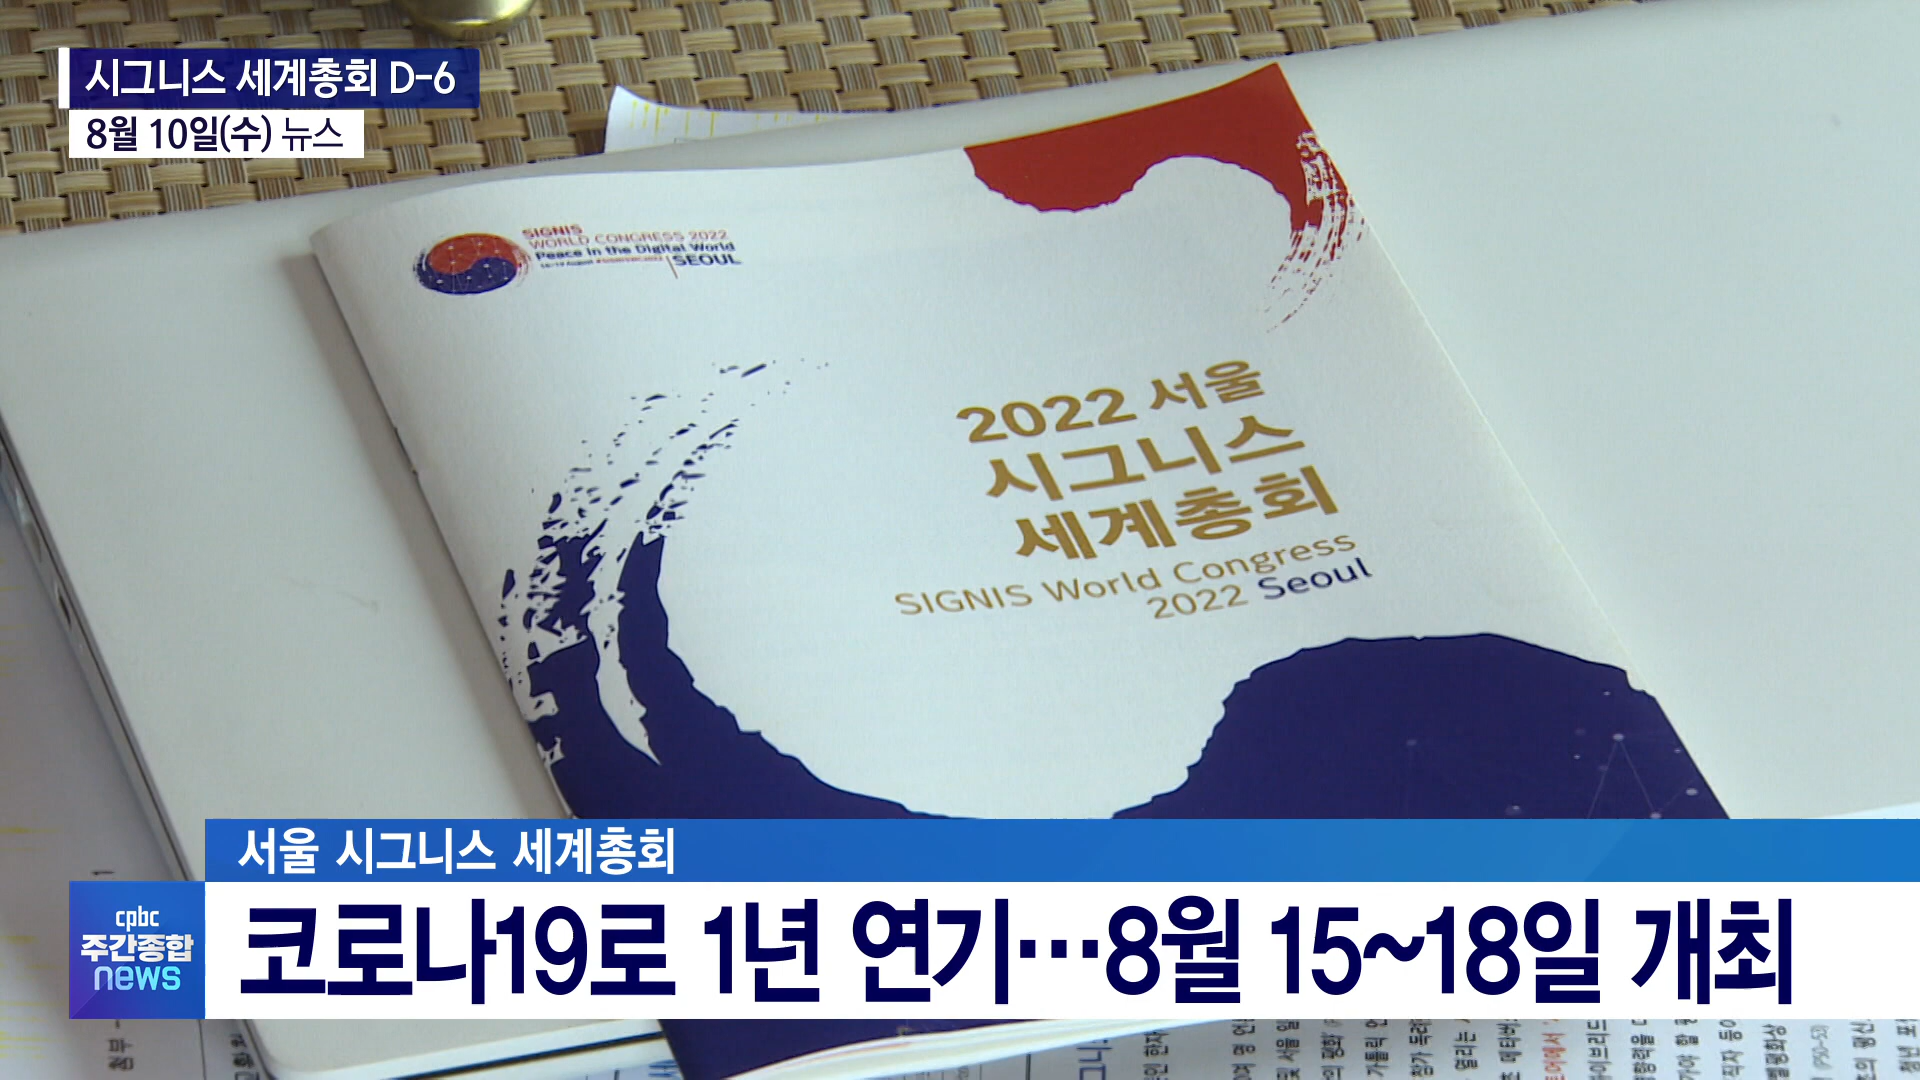 시그니스 세계총회 D-6
8월 10일(수) 뉴스
SIGNIS
WORLD CONGRESS 2022
Peace in the Digital World
SEOUL
2022 서울
시그니스
세계총회
SIGNIS World Congress
2022 Seoul
서울 시그니스 세계총회
cpbc
주간종합
news
코로나19로 1년 연기…8월 15~18일 개최